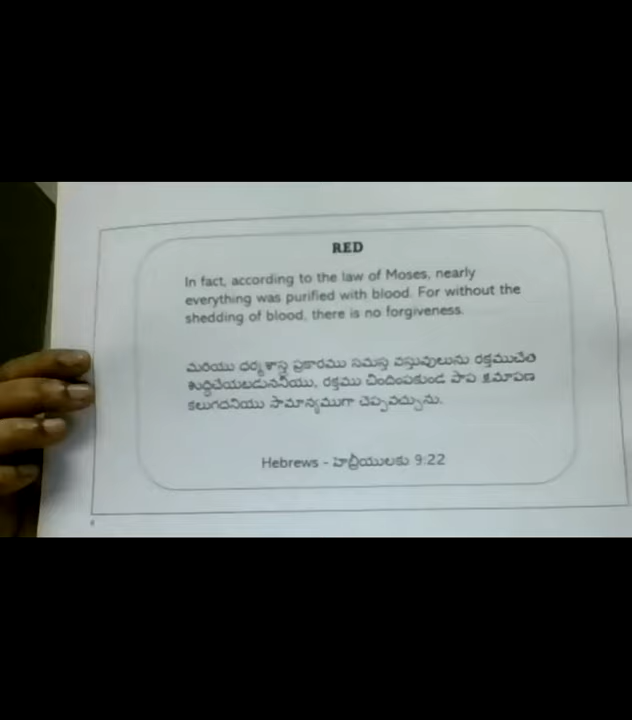 RED
In fact, according to the law of Moses, nearly
everything was purified with blood. For without the
shedding of blood, there is no forgiveness.
మరియు ధర్మశాస్త్ర ప్రకారము సమస్త వస్తువులును రక్తముచేత
శుద్ధిచేయబడుననియు, రక్తము చిందింపకుండ పాప క్షమాపణ
కలుగదనియు సామాన్యముగా చెప్పవచ్చును.
Hebrews - హెబ్రీయులకు 9:22